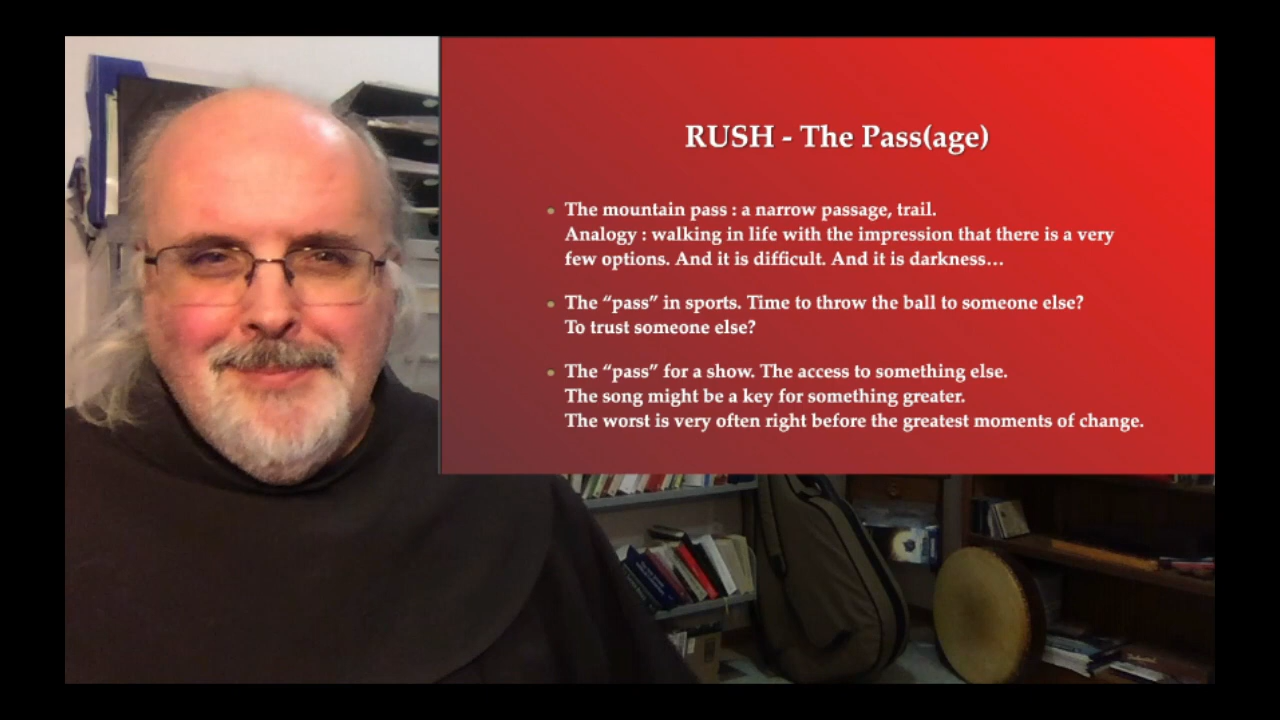 RUSH - The Pass(age)
• The mountain pass : a narrow passage, trail.
Analogy : walking in life with the impression that there is a very
few options. And it is difficult. And it is darkness...
• The “pass” in sports. Time to throw the ball to someone else?
To trust someone else?
• The “pass” for a show. The access to something else.
The song might be a key for something greater.
The worst is very often right before the greatest moments of change.